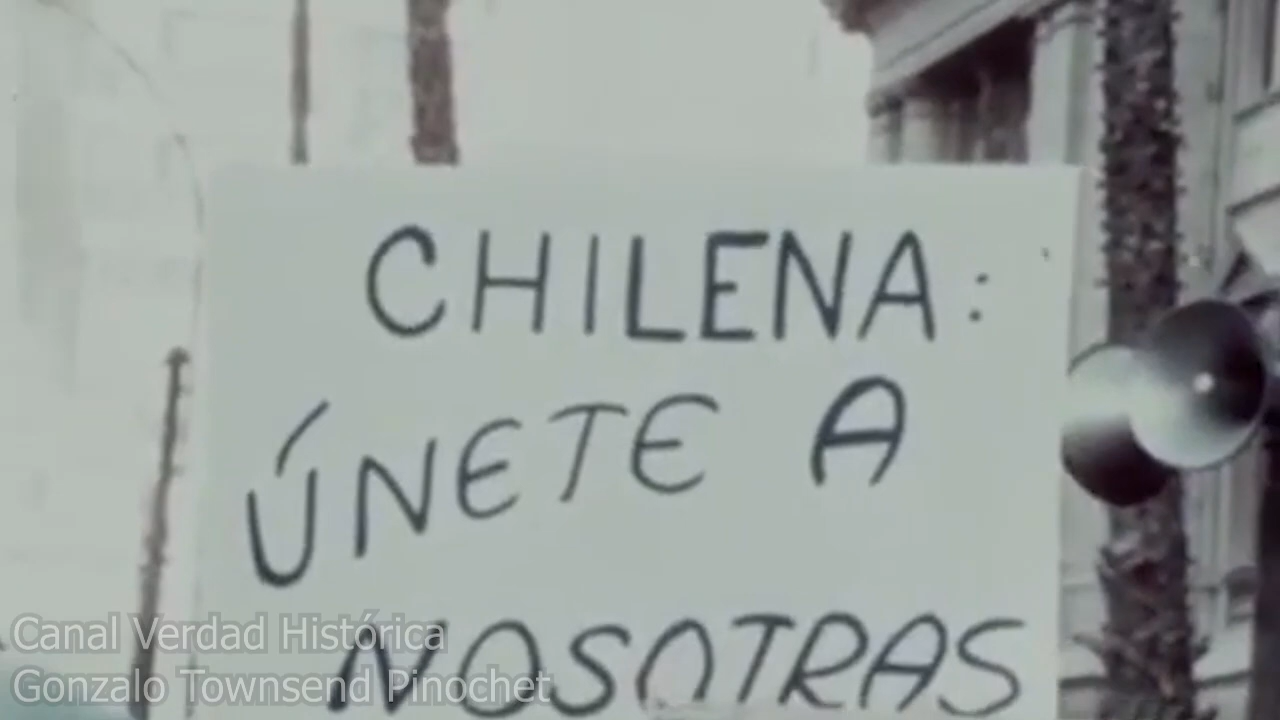 CHILENA:
ÚNETE A
NOSOTRAS
Canal Verdad Histórica
Gonzalo Townsend Pinochet